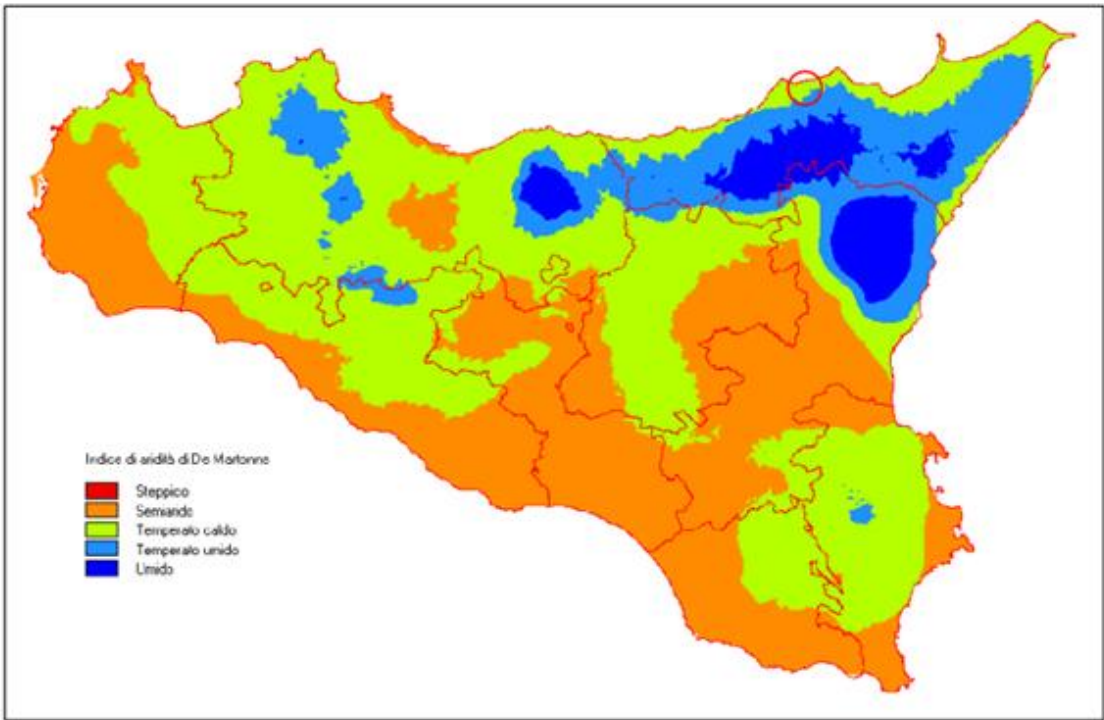 Indice di aridità di De Martonne
Steppico
Semiarido
Temperato caldo
Temperato umido
Umido